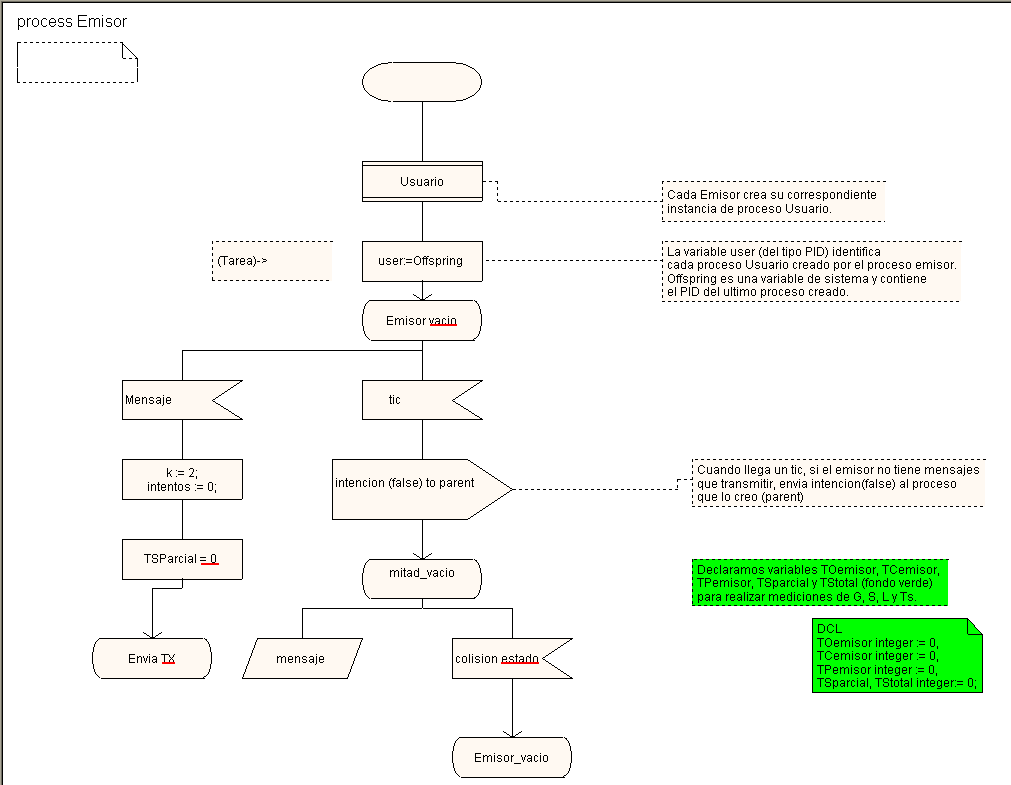 process Emisor
Usuario
Cada Emisor crea su correspondiente
instancia de proceso Usuario.
(Tarea)->
user:=Offspring
La variable user (del tipo PID) identifica
cada proceso Usuario creado por el proceso emisor.
Offspring es una variable de sistema y contiene
el PID del ultimo proceso creado.
Emisor vacio
Mensaje
tic
k := 2;
intentos := 0;
intencion (false) to parent
Cuando llega un tic, si el emisor no tiene mensajes
que transmitir, envia intencion(false) al proceso
que lo creo (parent)
TSParcial = 0
mitad_vacio
Declaramos variables TOemisor, TCemisor,
TPemisor, TSparcial y TStotal (fondo verde)
para realizar mediciones de G, S, L y Ts.
Envia TX
mensaje
colision estado
DCL
TOemisor integer := 0,
TCemisor integer := 0,
TPemisor integer := 0,
TSparcial, TStotal integer:= 0;
Emisor_vacio